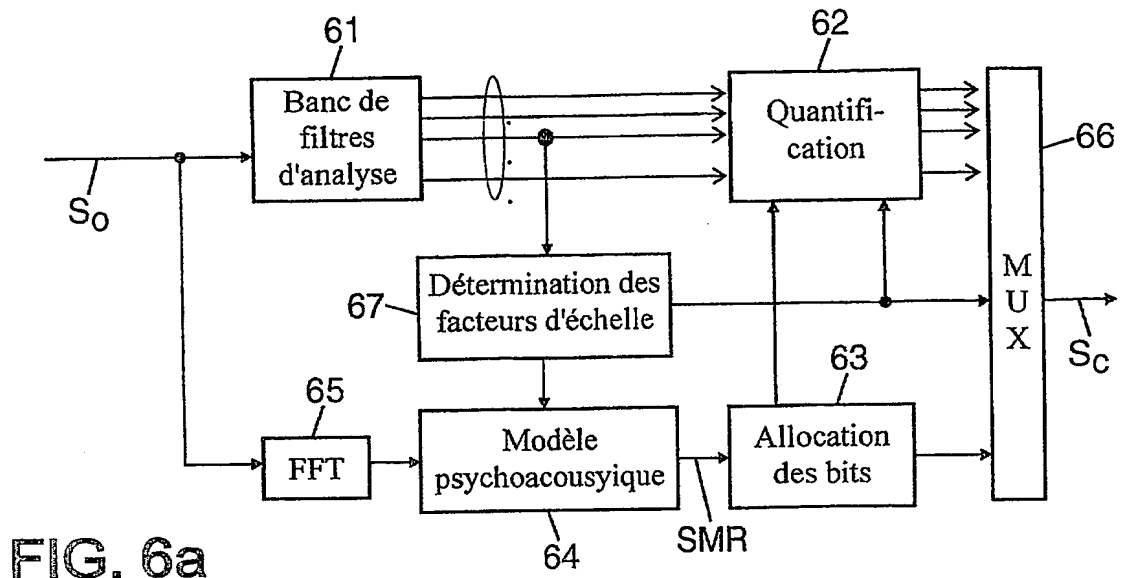 61
Banc de
filtres
d'analyse
62
Quantifi-
cation
66
S0
67
Détermination des
facteurs d'échelle
M
U
X
Sc
65
FFT
Modèle
psychoacousyique
64
SMR
63
Allocation
des bits
FIG. 6a